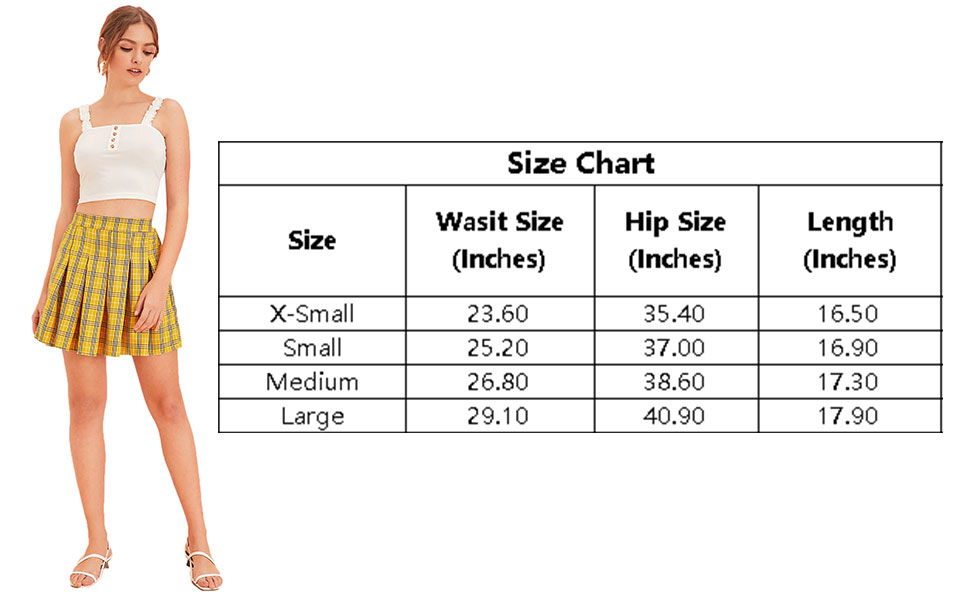 Size Chart
Size Wasit Size (Inches) Hip Size (Inches) Length (Inches)
X-Small 23.60 35.40 16.50
Small 25.20 37.00 16.90
Medium 26.80 38.60 17.30
Large 29.10 40.90 17.90